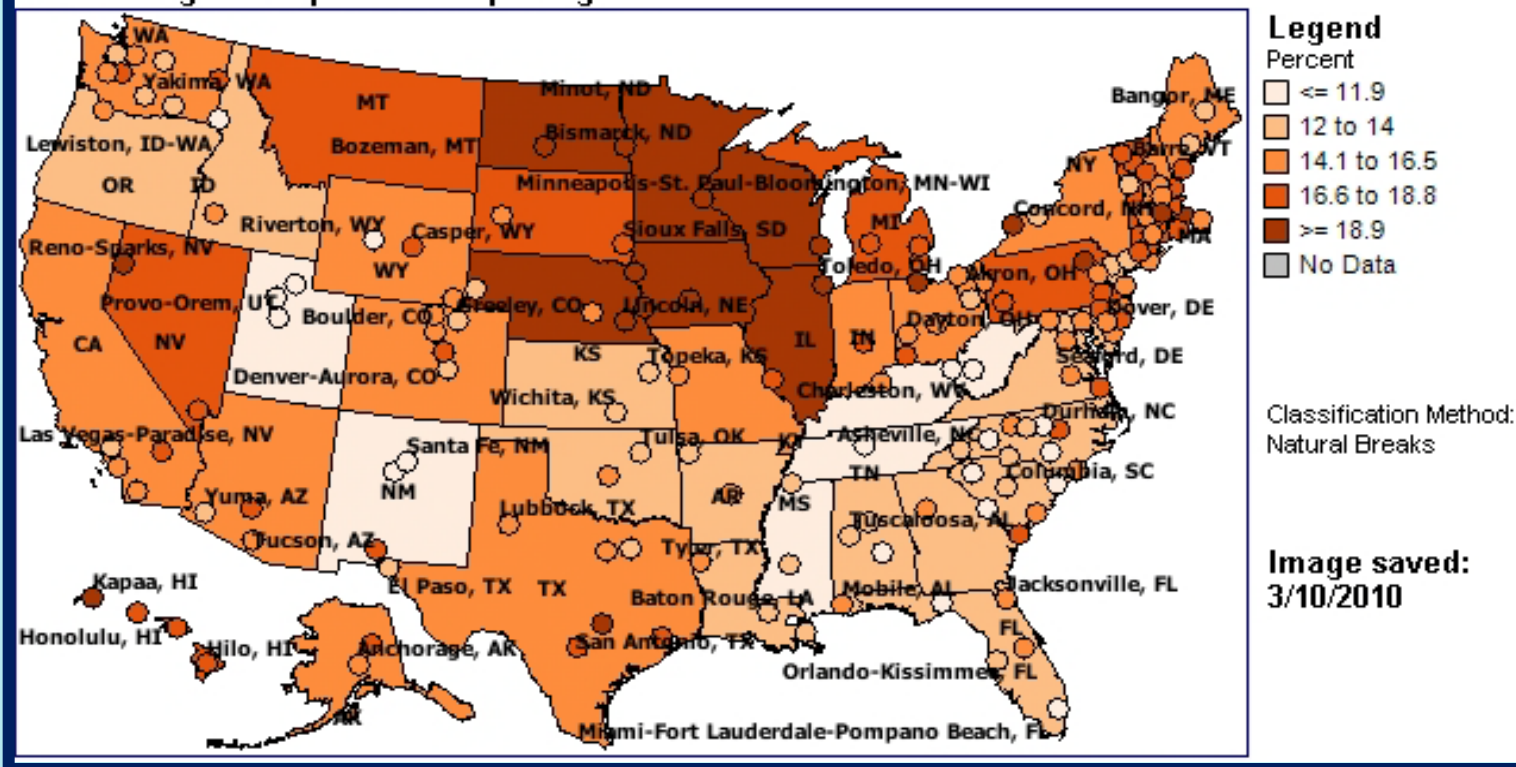 WA
Yakima, WA
MT
Minot, ND
Bangor, ME
Lewiston, ID-WA
Bozeman, MT
Bismarck, ND
Barre, VT
NY
OR
ID
Minneapolis-St. Paul-Bloomington, MN-WI
Riverton, WY
Casper, WY
Sioux Falls, SD
MI
Concord, NH
MA
Reno-Sparks, NV
WY
Toledo, OH
Akron, OH
Provo-Orem, UT
Boulder, CO
Greeley, CO
Lincoln, NE
Dayton, OH
Dover, DE
CA
NV
KS
Topeka, KS
IL
IN
Seaford, DE
Denver-Aurora, CO
Wichita, KS
Charleston, WV
Durham, NC
Las Vegas-Paradise, NV
Santa Fe, NM
Tulsa, OK
KY
Asheville, NC
Columbia, SC
TN
Yuma, AZ
NM
Lubbock, TX
AR
MS
Tuscaloosa, AL
Tucson, AZ
Tyler, TX
Kapaa, HI
El Paso, TX
TX
Baton Rouge, LA
Mobile, AL
Jacksonville, FL
Honolulu, HI
Hilo, HI
Anchorage, AK
San Antonio, TX
FL
Orlando-Kissimmee, FL
AK
Miami-Fort Lauderdale-Pompano Beach, FL
Legend
Percent
<= 11.9
12 to 14
14.1 to 16.5
16.6 to 18.8
>= 18.9
No Data
Classification Method:
Natural Breaks
Image saved:
3/10/2010